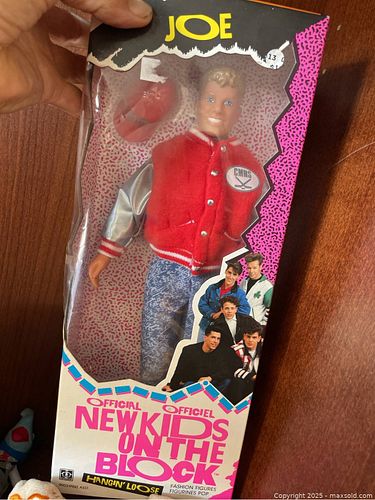 JOE
13
CMHS
OFFICIAL OFFICIEL
NEW KIDS
ON THE
BLOCK
HANGIN' LOOSE
FASHION FIGURES
FIGURINES POP
Copyright 2025 - maxsold.com